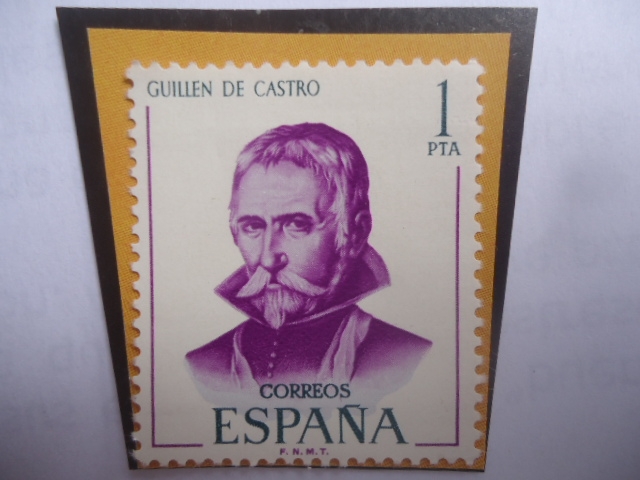 GUILLEN DE CASTRO
1
PTA
CORREOS
ESPAÑA
F. N. M. T.